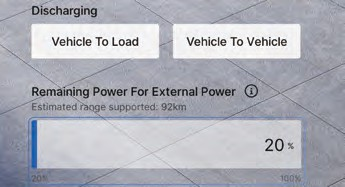 Discharging
Vehicle To Load
Vehicle To Vehicle
Remaining Power For External Power
Estimated range supported: 92km
20 %
20% 100%